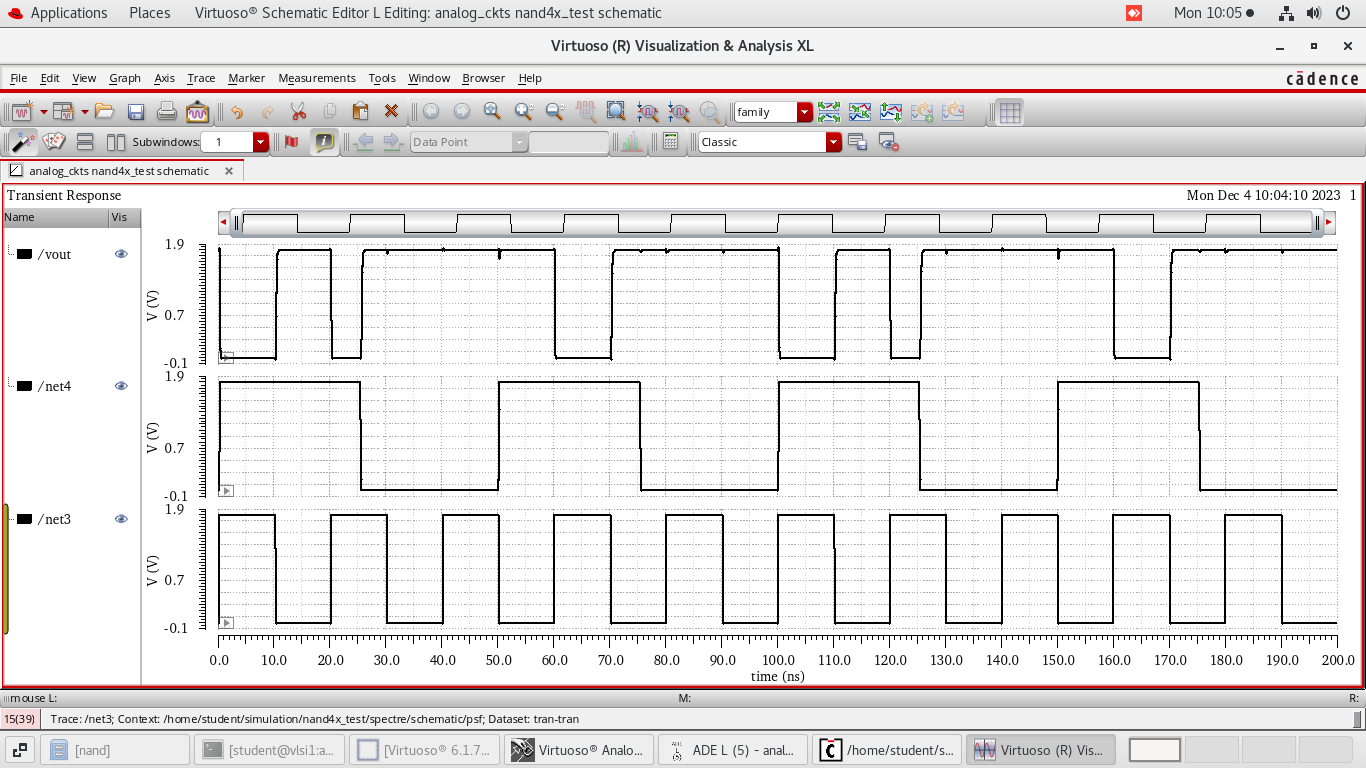 Applications Places Virtuoso® Schematic Editor L Editing: analog_ckts nand4x_test schematic Mon 10:05
Virtuoso (R) Visualization & Analysis XL
File Edit View Graph Axis Trace Marker Measurements Tools Window Browser Help cādence
family
Subwindows: 1 Data Point Classic
analog_ckts nand4x_test schematic
Transient Response Mon Dec 4 10:04:10 2023 1
Name Vis
/vout
1.9
V (V) 0.7
-0.1
/net4
1.9
V (V) 0.7
-0.1
/net3
1.9
V (V) 0.7
-0.1
0.0 10.0 20.0 30.0 40.0 50.0 60.0 70.0 80.0 90.0 100.0 110.0 120.0 130.0 140.0 150.0 160.0 170.0 180.0 190.0 200.0
time (ns)
mouse L: M: R:
15(39) Trace: /net3; Context: /home/student/simulation/nand4x_test/spectre/schematic/psf; Dataset: tran-tran
[nand] [student@vlsi1:a... [Virtuoso® 6.1.7... Virtuoso® Analo... ADE L (5) - anal... /home/student/s... Virtuoso (R) Vis...